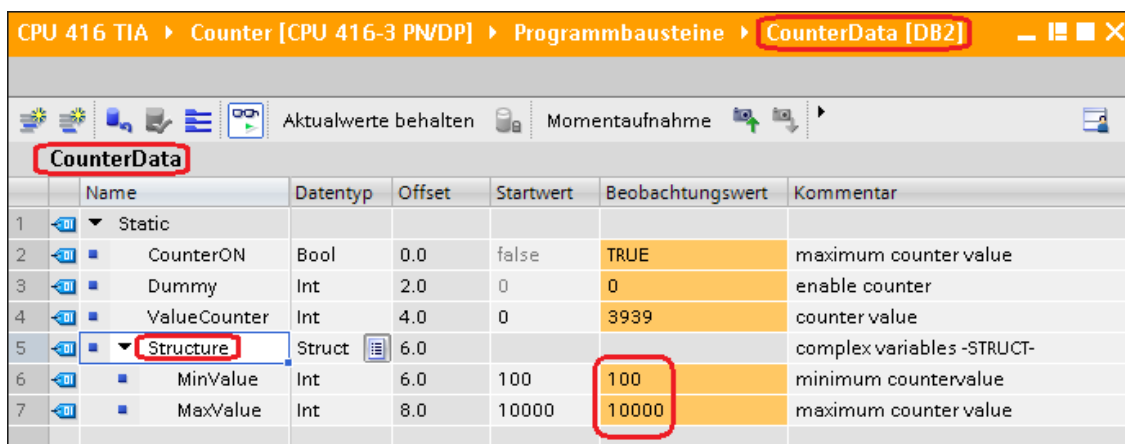 CPU 416 TIA ▸ Counter [CPU 416-3 PN/DP] ▸ Programmbausteine ▸ CounterData [DB2]
Aktualwerte behalten Momentaufnahme
CounterData
Name Datentyp Offset Startwert Beobachtungswert Kommentar
1 Static
2 CounterON Bool 0.0 false TRUE maximum counter value
3 Dummy Int 2.0 0 0 enable counter
4 ValueCounter Int 4.0 0 3939 counter value
5 Structure Struct 6.0 complex variables -STRUCT-
6 MinValue Int 6.0 100 100 minimum countervalue
7 MaxValue Int 8.0 10000 10000 maximum counter value